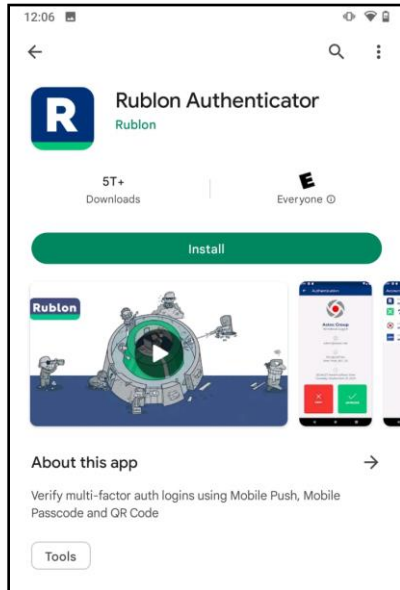 12:06
R
Rublon Authenticator
Rublon
5T+
Downloads
E
Everyone
Install
Rublon
About this app
Verify multi-factor auth logins using Mobile Push, Mobile
Passcode and QR Code
Tools